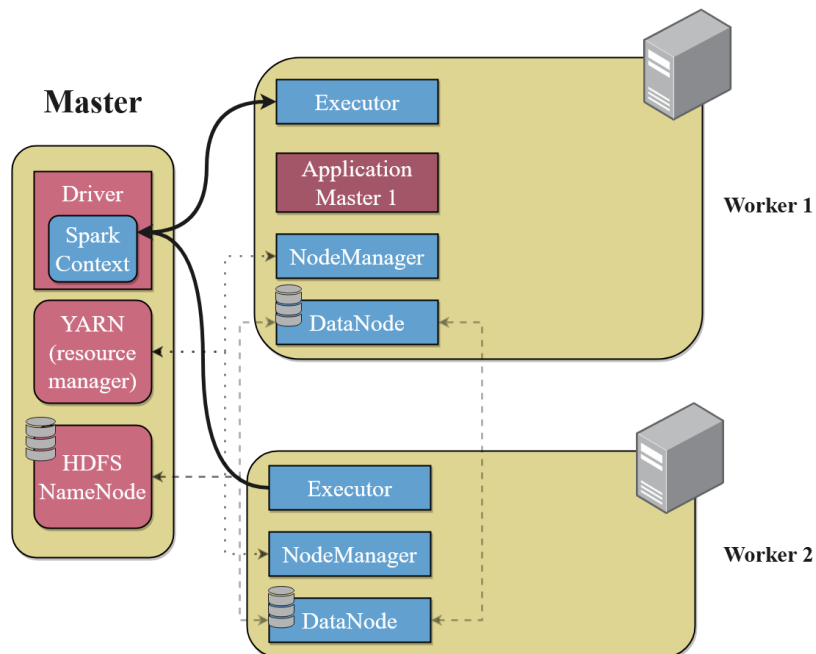 Master
Driver
Spark
Context
YARN
(resource
manager)
HDFS
NameNode
Executor
Application
Master 1
NodeManager
DataNode
Worker 1
Executor
NodeManager
DataNode
Worker 2